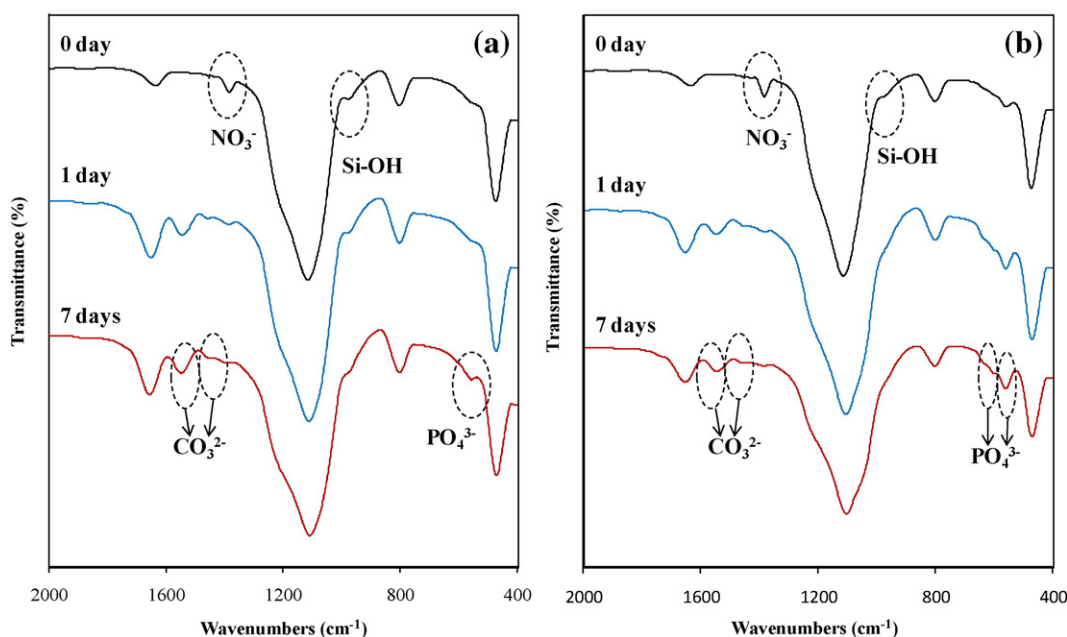 0 day
(a)
NO₃⁻
Si-OH
1 day
7 days
CO₃²⁻
PO₄³⁻
Transmittance (%)
2000 1600 1200 800 400
Wavenumbers (cm⁻¹)
0 day
(b)
NO₃⁻
Si-OH
1 day
7 days
CO₃²⁻
PO₄³⁻
Transmittance (%)
2000 1600 1200 800 400
Wavenumbers (cm⁻¹)